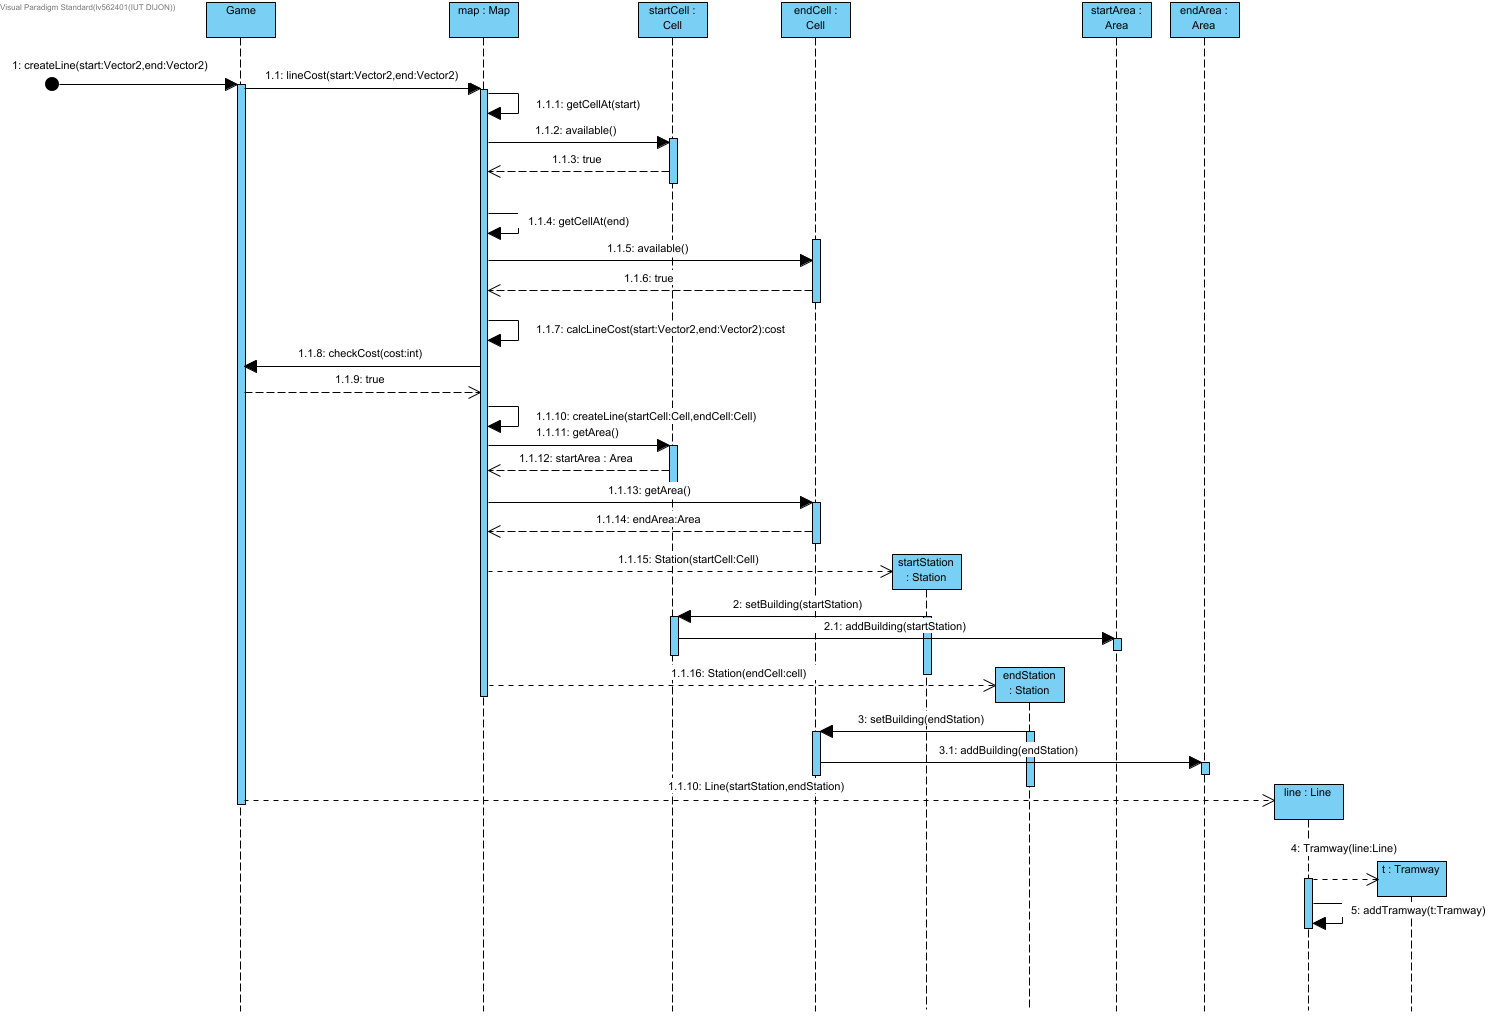 Visual Paradigm Standard(lv562401(IUT DIJON))
Game
map : Map
startCell :
Cell
endCell :
Cell
startArea :
Area
endArea :
Area
1: createLine(start:Vector2,end:Vector2)
1.1: lineCost(start:Vector2,end:Vector2)
1.1.1: getCellAt(start)
1.1.2: available()
1.1.3: true
1.1.4: getCellAt(end)
1.1.5: available()
1.1.6: true
1.1.7: calcLineCost(start:Vector2,end:Vector2):cost
1.1.8: checkCost(cost:int)
1.1.9: true
1.1.10: createLine(startCell:Cell,endCell:Cell)
1.1.11: getArea()
1.1.12: startArea : Area
1.1.13: getArea()
1.1.14: endArea:Area
1.1.15: Station(startCell:Cell)
startStation
: Station
2: setBuilding(startStation)
2.1: addBuilding(startStation)
1.1.16: Station(endCell:cell)
endStation
: Station
3: setBuilding(endStation)
3.1: addBuilding(endStation)
1.1.10: Line(startStation,endStation)
line : Line
4: Tramway(line:Line)
t : Tramway
5: addTramway(t:Tramway)